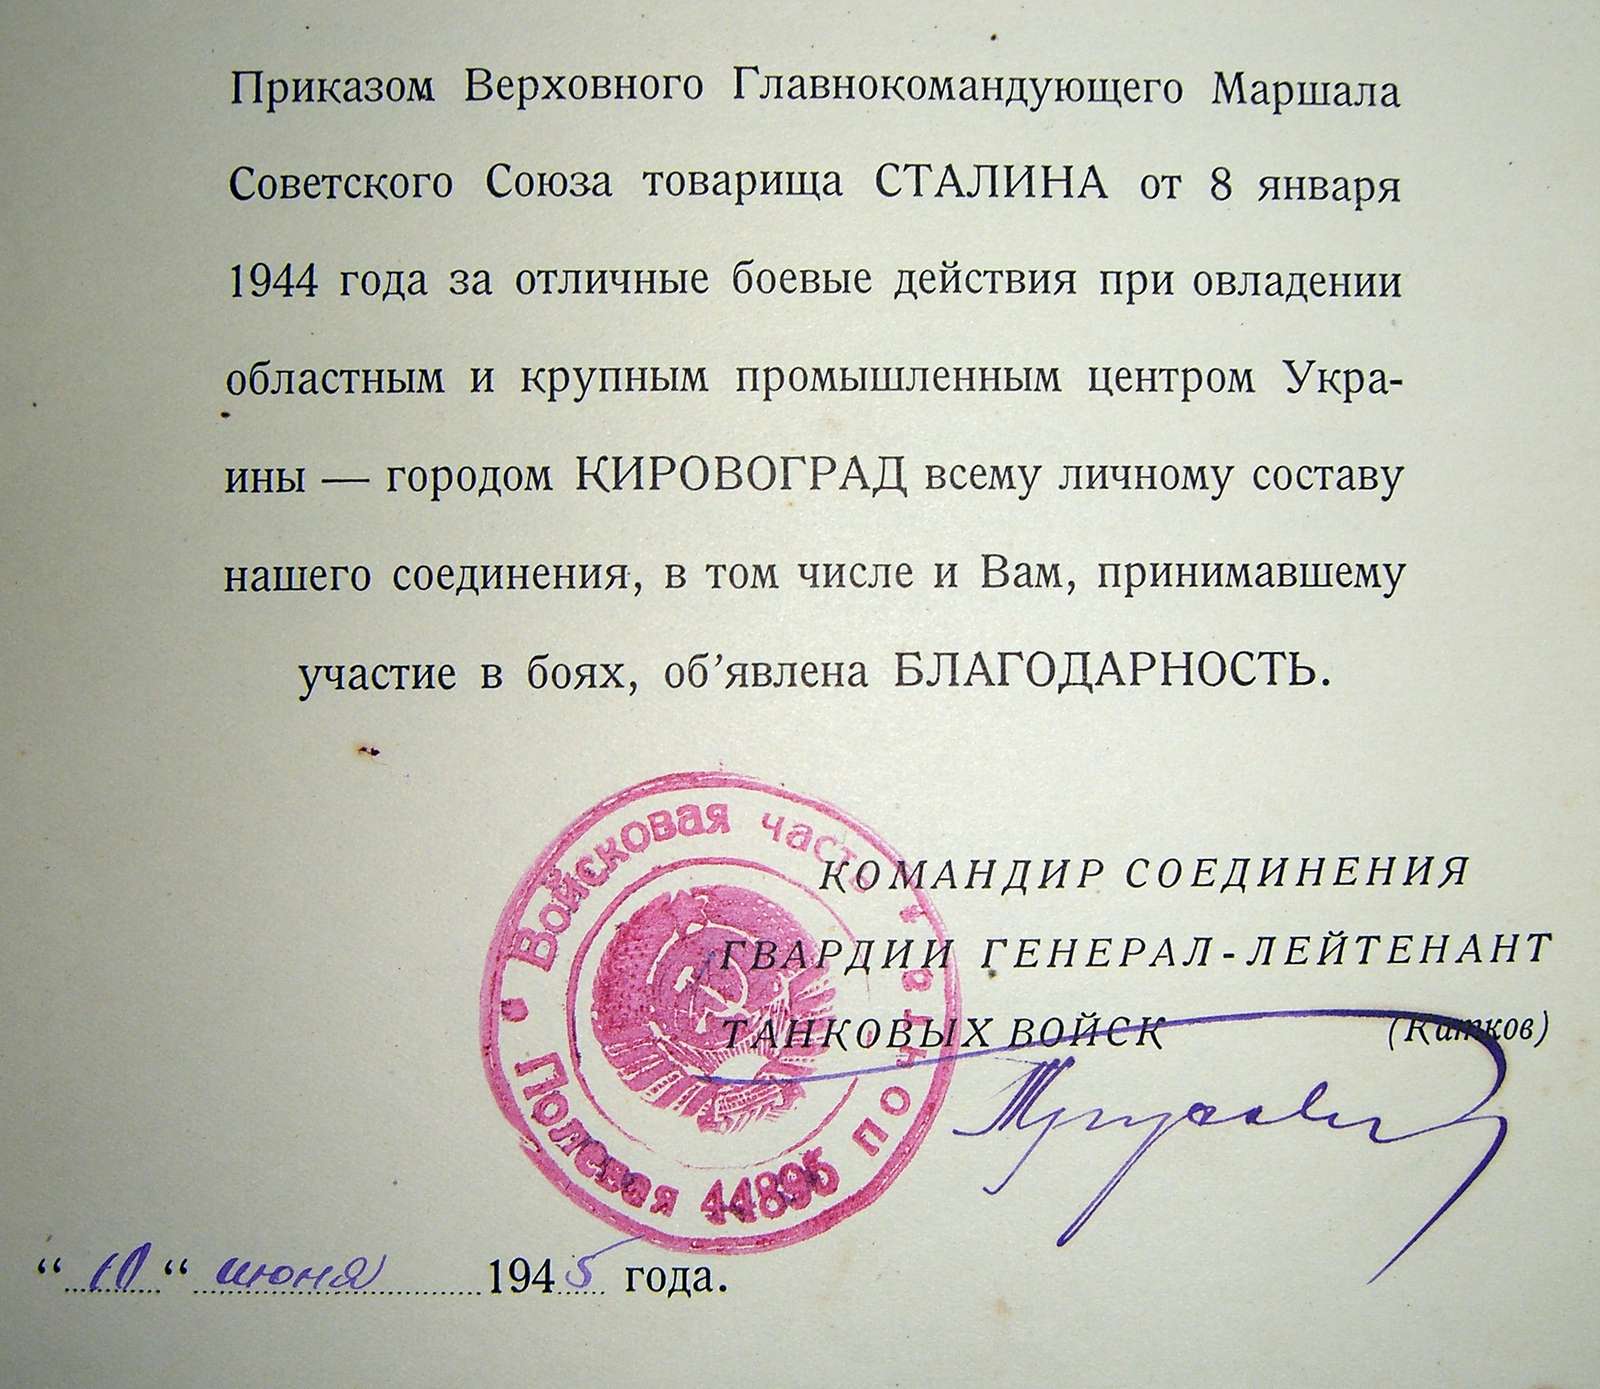 Приказом Верховного Главнокомандующего Маршала
Советского Союза товарища СТАЛИНА от 8 января
1944 года за отличные боевые действия при овладении
областным и крупным промышленным центром Укра-
ины — городом КИРОВОГРАД всему личному составу
нашего соединения, в том числе и Вам, принимавшему
участие в боях, об’явлена БЛАГОДАРНОСТЬ.
КОМАНДИР СОЕДИНЕНИЯ
ГВАРДИИ ГЕНЕРАЛ-ЛЕЙТЕНАНТ
ТАНКОВЫХ ВОЙСК (Катков)
Войсковая часть
Полевая почта
44895
“10“ июня 1945 года.